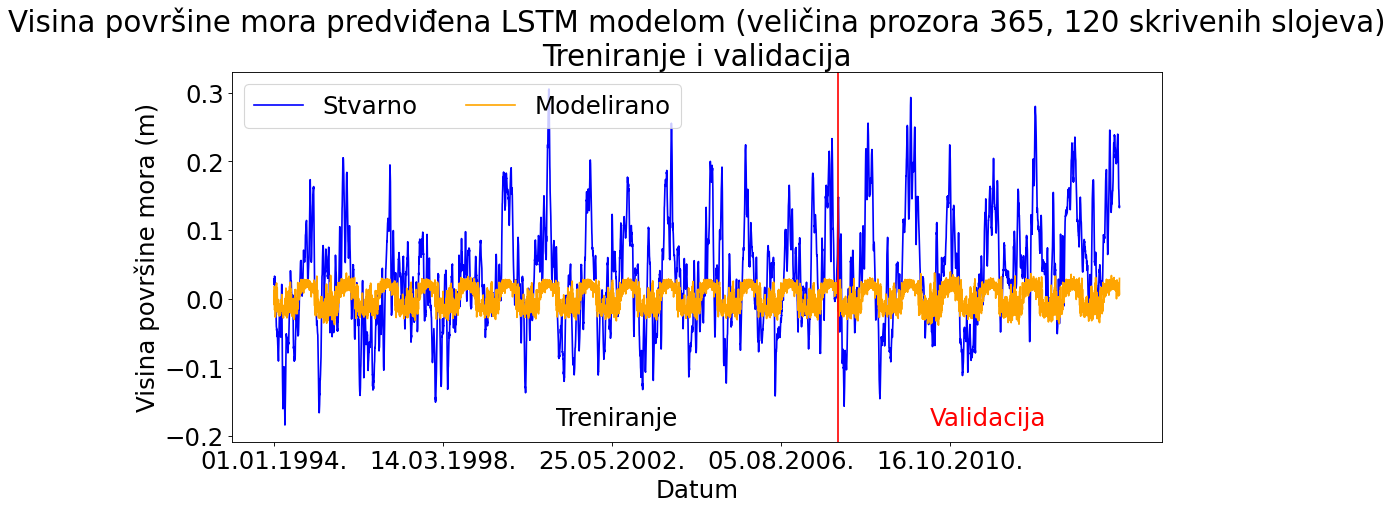 Visina površine mora predviđena LSTM modelom (veličina prozora 365, 120 skrivenih slojeva)
Treniranje i validacija
Stvarno
Modelirano
Visina površine mora (m)
0.3
0.2
0.1
0.0
−0.1
−0.2
Treniranje
Validacija
01.01.1994.
14.03.1998.
25.05.2002.
05.08.2006.
16.10.2010.
Datum